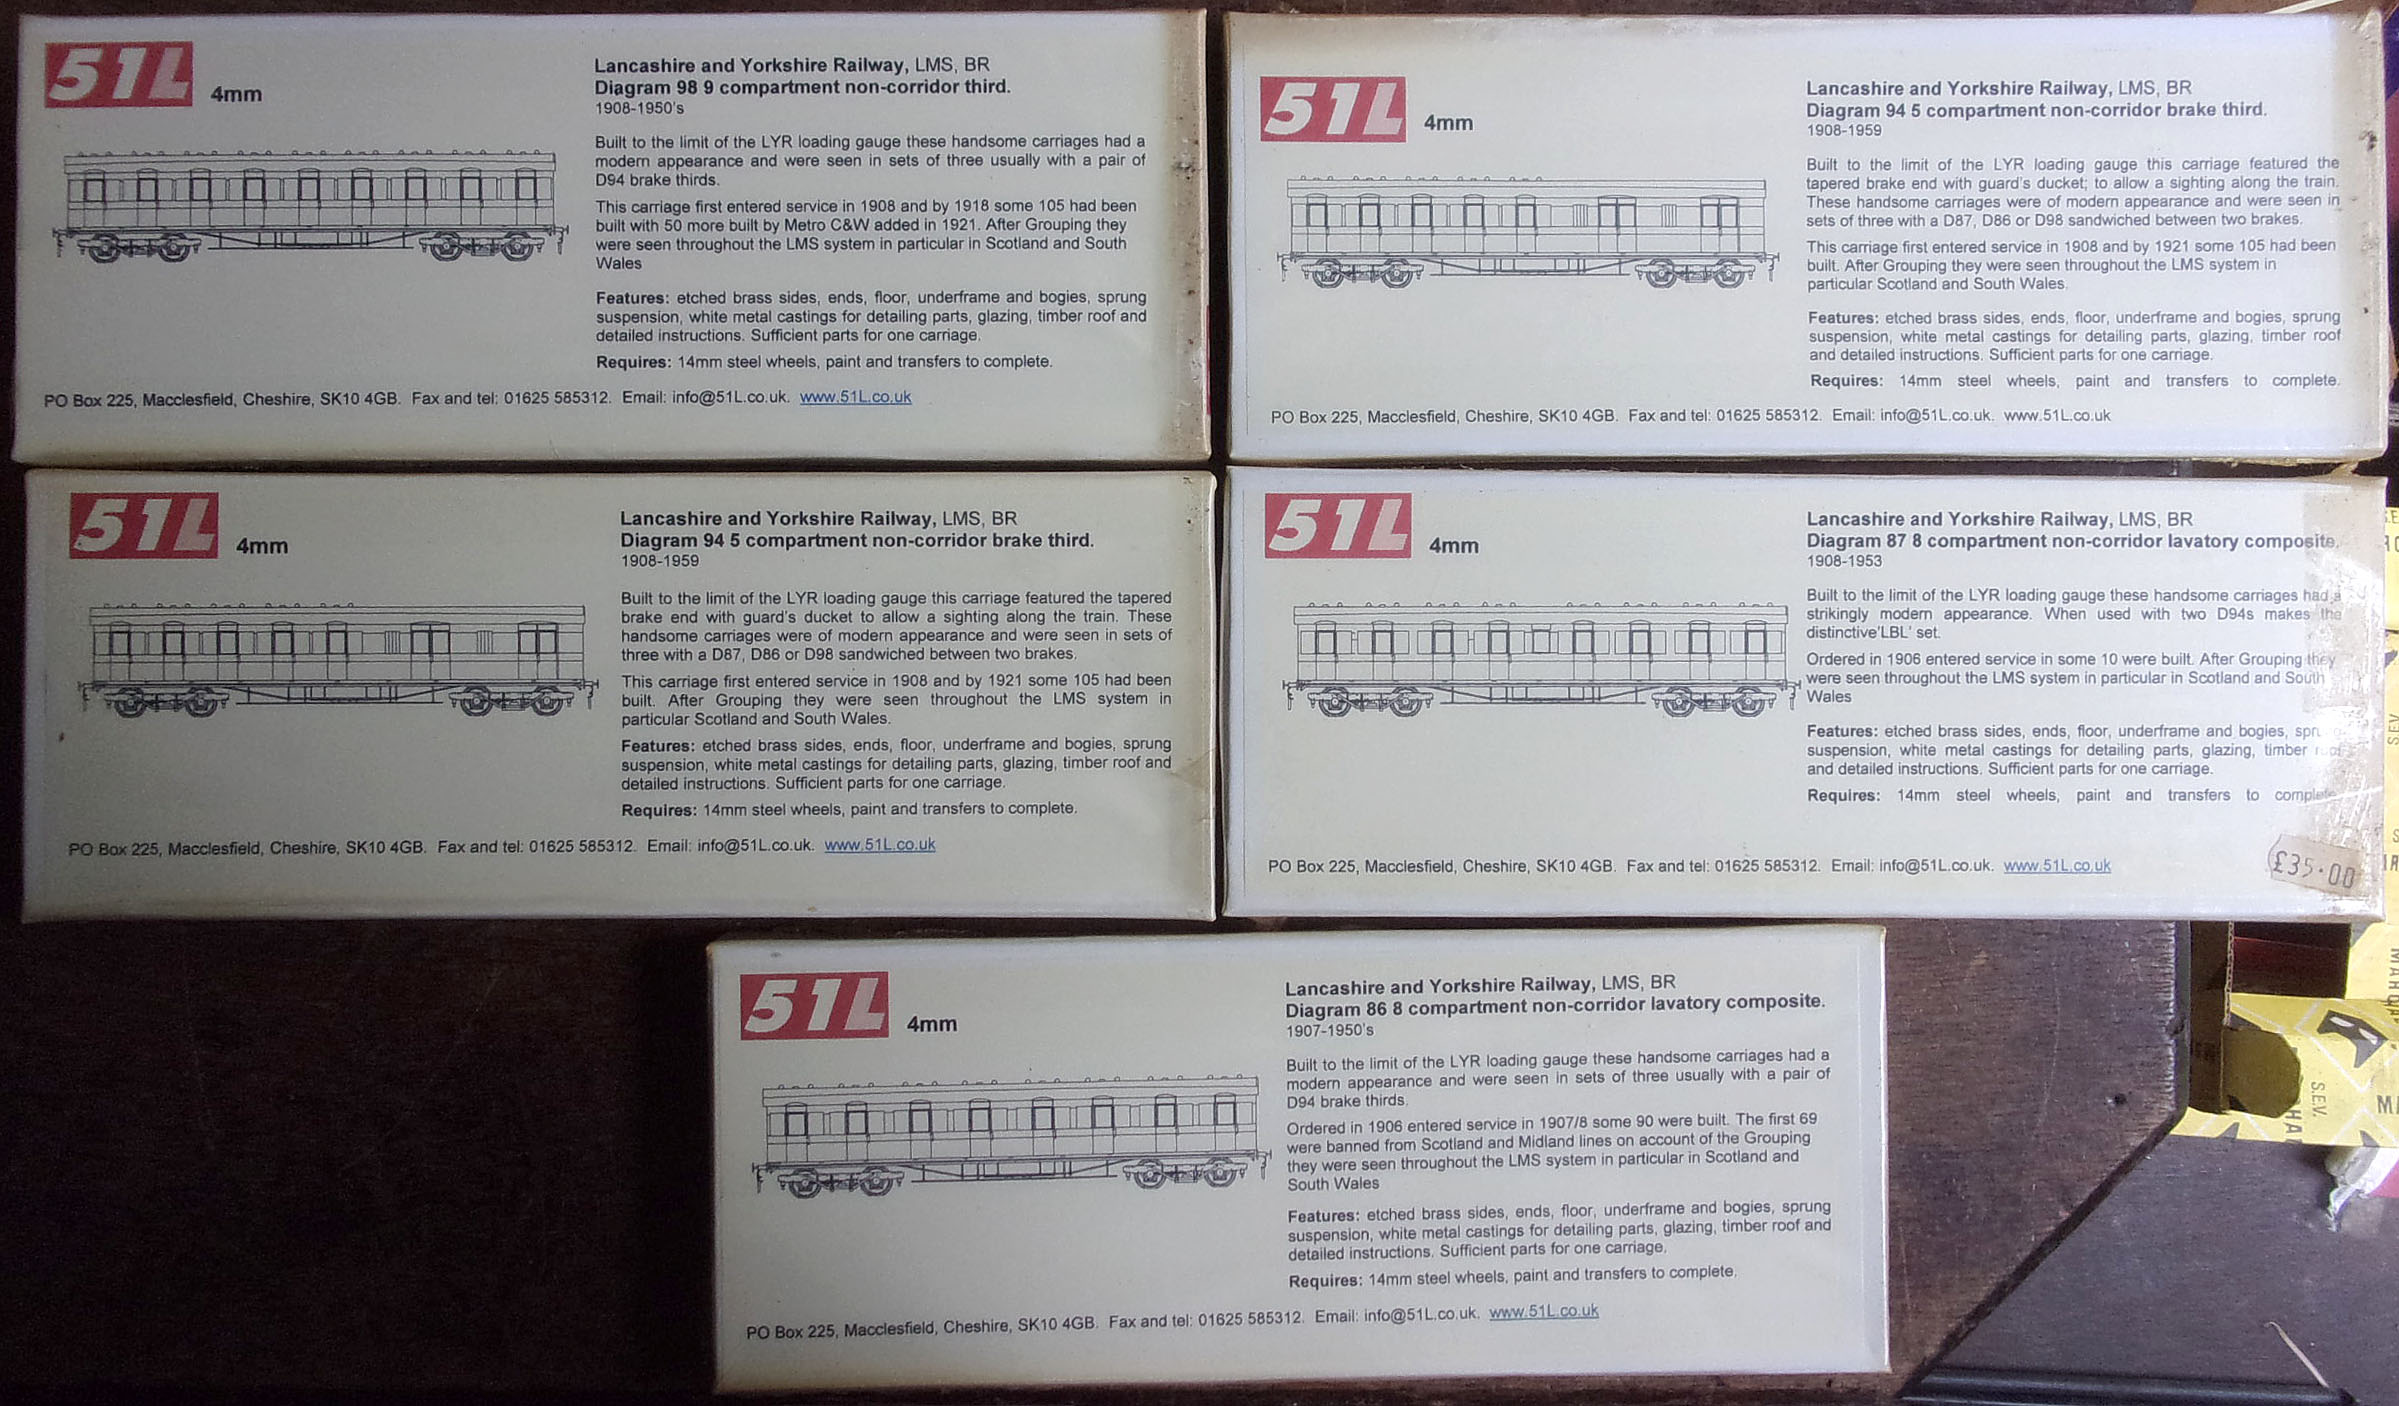 51L
4mm
Lancashire and Yorkshire Railway, LMS, BR
Diagram 98 9 compartment non-corridor third.
1908-1950's
Built to the limit of the LYR loading gauge these handsome carriages had a
modern appearance and were seen in sets of three usually with a pair of
D94 brake thirds.
This carriage first entered service in 1908 and by 1918 some 105 had been
built with 50 more built by Metro C&W added in 1921. After Grouping they
were seen throughout the LMS system in particular in Scotland and South
Wales
Features: etched brass sides, ends, floor, underframe and bogies, sprung
suspension, white metal castings for detailing parts, glazing, timber roof and
detailed instructions. Sufficient parts for one carriage.
Requires: 14mm steel wheels, paint and transfers to complete.
PO Box 225, Macclesfield, Cheshire, SK10 4GB. Fax and tel: 01625 585312. Email: info@51L.co.uk. www.51L.co.uk
51L
4mm
Lancashire and Yorkshire Railway, LMS, BR
Diagram 94 5 compartment non-corridor brake third.
1908-1959
Built to the limit of the LYR loading gauge this carriage featured the
tapered brake end with guard's ducket; to allow a sighting along the train.
These handsome carriages were of modern appearance and were seen in
sets of three with a D87, D86 or D98 sandwiched between two brakes.
This carriage first entered service in 1908 and by 1921 some 105 had been
built. After Grouping they were seen throughout the LMS system in
particular Scotland and South Wales.
Features: etched brass sides, ends, floor, underframe and bogies, sprung
suspension, white metal castings for detailing parts, glazing, timber roof
and detailed instructions. Sufficient parts for one carriage.
Requires: 14mm steel wheels, paint and transfers to complete.
PO Box 225, Macclesfield, Cheshire, SK10 4GB. Fax and tel: 01625 585312. Email: info@51L.co.uk. www.51L.co.uk
51L
4mm
Lancashire and Yorkshire Railway, LMS, BR
Diagram 94 5 compartment non-corridor brake third.
1908-1959
Built to the limit of the LYR loading gauge this carriage featured the tapered
brake end with guard's ducket to allow a sighting along the train. These
handsome carriages were of modern appearance and were seen in sets of
three with a D87, D86 or D98 sandwiched between two brakes.
This carriage first entered service in 1908 and by 1921 some 105 had been
built. After Grouping they were seen throughout the LMS system in
particular Scotland and South Wales.
Features: etched brass sides, ends, floor, underframe and bogies, sprung
suspension, white metal castings for detailing parts, glazing, timber roof and
detailed instructions. Sufficient parts for one carriage.
Requires: 14mm steel wheels, paint and transfers to complete.
PO Box 225, Macclesfield, Cheshire, SK10 4GB. Fax and tel: 01625 585312. Email: info@51L.co.uk. www.51L.co.uk
51L
4mm
Lancashire and Yorkshire Railway, LMS, BR
Diagram 87 8 compartment non-corridor lavatory composite.
1908-1953
Built to the limit of the LYR loading gauge these handsome carriages had a
strikingly modern appearance. When used with two D94s makes the
distinctive'LBL' set.
Ordered in 1906 entered service in some 10 were built. After Grouping they
were seen throughout the LMS system in particular in Scotland and South
Wales
Features: etched brass sides, ends, floor, underframe and bogies, sprung
suspension, white metal castings for detailing parts, glazing, timber roof
and detailed instructions. Sufficient parts for one carriage.
Requires: 14mm steel wheels, paint and transfers to complete
PO Box 225, Macclesfield, Cheshire, SK10 4GB. Fax and tel: 01625 585312. Email: info@51L.co.uk. www.51L.co.uk
£35.00
51L
4mm
Lancashire and Yorkshire Railway, LMS, BR
Diagram 86 8 compartment non-corridor lavatory composite.
1907-1950's
Built to the limit of the LYR loading gauge these handsome carriages had a
modern appearance and were seen in sets of three usually with a pair of
D94 brake thirds.
Ordered in 1906 entered service in 1907/8 some 90 were built. The first 69
were banned from Scotland and Midland lines on account of the Grouping
they were seen throughout the LMS system in particular in Scotland and
South Wales
Features: etched brass sides, ends, floor, underframe and bogies, sprung
suspension, white metal castings for detailing parts, glazing, timber roof and
detailed instructions. Sufficient parts for one carriage.
Requires: 14mm steel wheels, paint and transfers to complete.
PO Box 225, Macclesfield, Cheshire, SK10 4GB. Fax and tel: 01625 585312. Email: info@51L.co.uk. www.51L.co.uk
S.E.V.